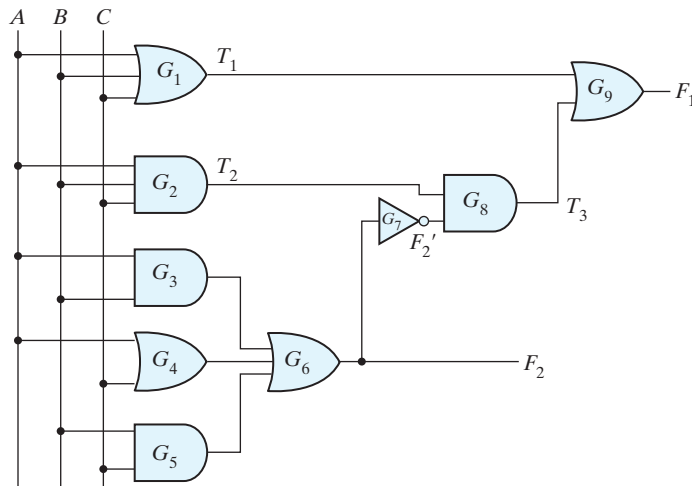 A B C
G₁ T₁
G₉ F₁
G₂ T₂
G₈ T₃
G₇ F₂′
G₃
G₄ G₆ F₂
G₅